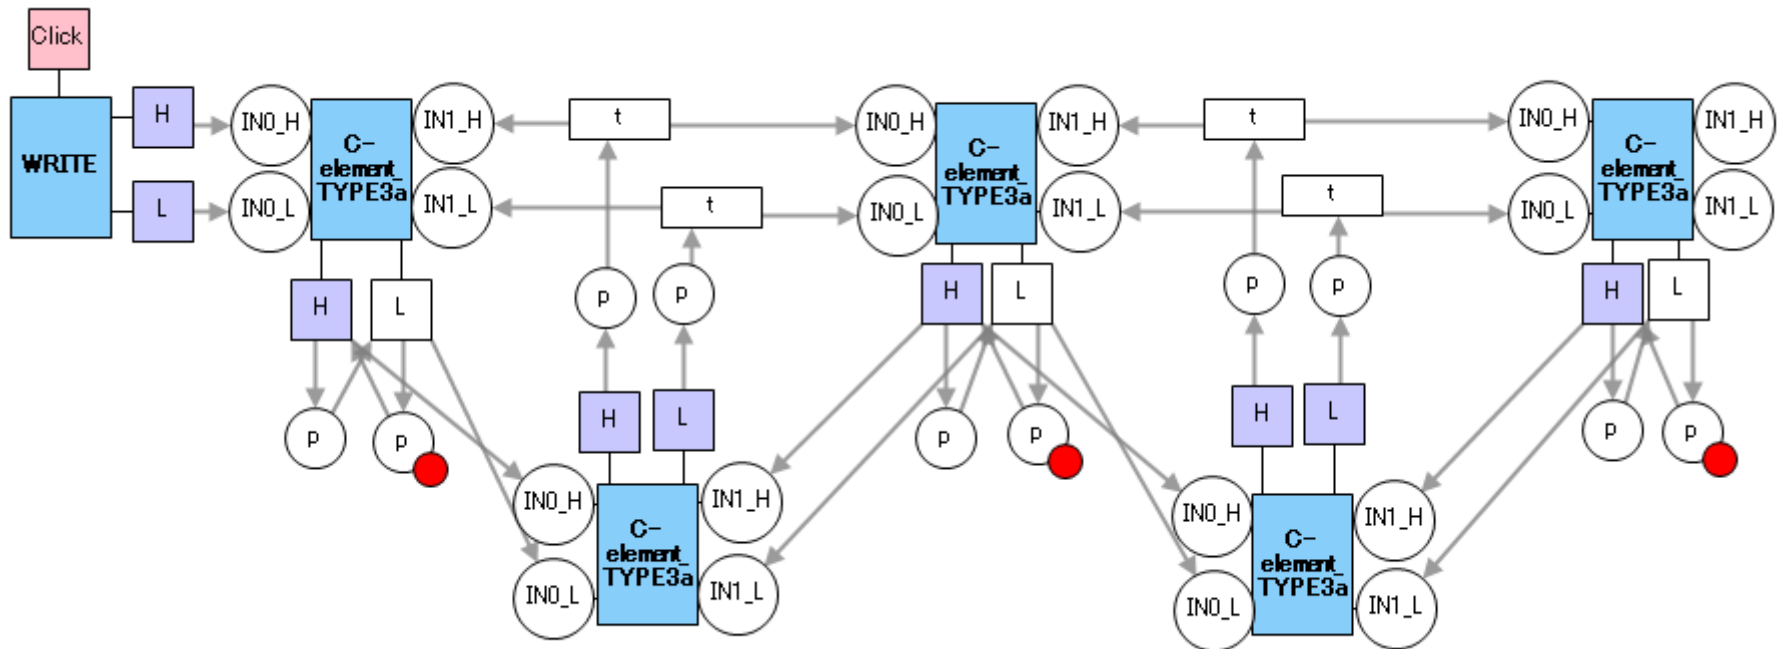 Click
WRITE
H
L
IN0_H
IN0_L
C-
element_
TYPE3a
IN1_H
IN1_L
H
L
p
p
t
t
p
p
H
L
IN0_H
IN0_L
C-
element_
TYPE3a
IN1_H
IN1_L
IN0_H
IN0_L
C-
element_
TYPE3a
IN1_H
IN1_L
H
L
p
p
t
t
p
p
H
L
IN0_H
IN0_L
C-
element_
TYPE3a
IN1_H
IN1_L
IN0_H
IN0_L
C-
element_
TYPE3a
IN1_H
IN1_L
H
L
p
p